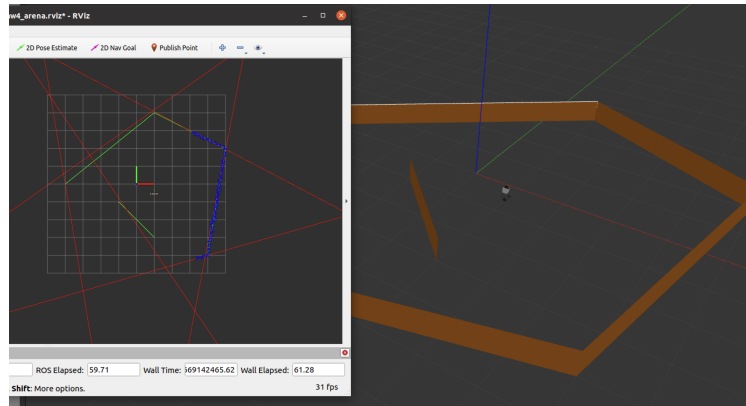 w4_arena.rviz* - RViz
2D Pose Estimate 2D Nav Goal Publish Point
ROS Elapsed: 59.71 Wall Time: 669142465.62 Wall Elapsed: 61.28
Shift: More options. 31 fps